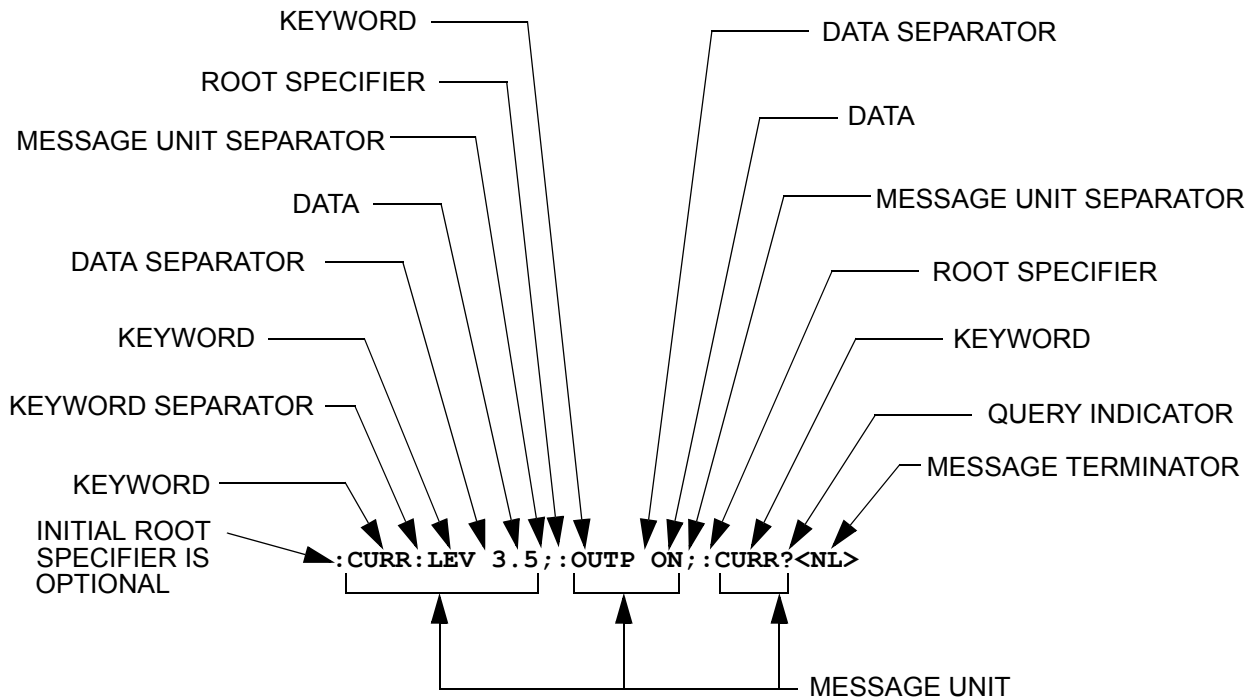 KEYWORD
DATA SEPARATOR
ROOT SPECIFIER
DATA
MESSAGE UNIT SEPARATOR
MESSAGE UNIT SEPARATOR
DATA
DATA SEPARATOR
ROOT SPECIFIER
KEYWORD
KEYWORD
KEYWORD SEPARATOR
QUERY INDICATOR
MESSAGE TERMINATOR
KEYWORD
INITIAL ROOT
SPECIFIER IS
OPTIONAL
:CURR:LEV 3.5;:OUTP ON;:CURR?<NL>
MESSAGE UNIT